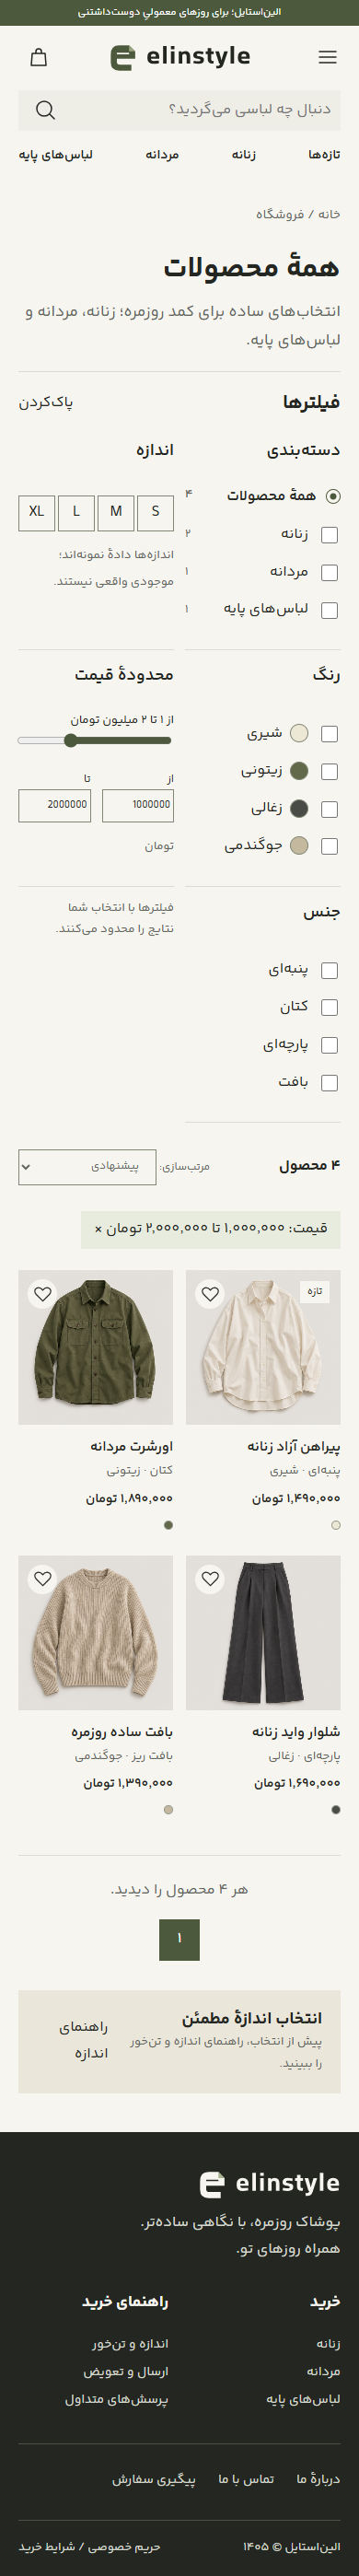 الین‌استایل؛ برای روزهای معمولیِ دوست‌داشتنی
elinstyle
دنبال چه لباسی می‌گردید؟
تازه‌ها
زنانه
مردانه
لباس‌های پایه
خانه / فروشگاه
همهٔ محصولات
انتخاب‌های ساده برای کمد روزمره؛ زنانه، مردانه و
لباس‌های پایه.
فیلترها
پاک‌کردن
دسته‌بندی
همهٔ محصولات ۴
زنانه ۲
مردانه ۱
لباس‌های پایه ۱
اندازه
S M L XL
اندازه‌ها دادهٔ نمونه‌اند؛
موجودی واقعی نیستند.
رنگ
شیری
زیتونی
زغالی
جوگندمی
محدودهٔ قیمت
از ۱ تا ۲ میلیون تومان
از
تا
1000000
2000000
تومان
جنس
پنبه‌ای
کتان
پارچه‌ای
بافت
فیلترها با انتخاب شما
نتایج را محدود می‌کنند.
۴ محصول
مرتب‌سازی:
پیشنهادی
قیمت: ۱,۰۰۰,۰۰۰ تا ۲,۰۰۰,۰۰۰ تومان ×
تازه
پیراهن آزاد زنانه
پنبه‌ای · شیری
۱,۴۹۰,۰۰۰ تومان
اورشرت مردانه
کتان · زیتونی
۱,۸۹۰,۰۰۰ تومان
شلوار واید زنانه
پارچه‌ای · زغالی
۱,۶۹۰,۰۰۰ تومان
بافت ساده روزمره
بافت ریز · جوگندمی
۱,۳۹۰,۰۰۰ تومان
هر ۴ محصول را دیدید.
۱
انتخاب اندازهٔ مطمئن
پیش از انتخاب، راهنمای اندازه و تن‌خور
را ببینید.
راهنمای
اندازه
elinstyle
پوشاک روزمره، با نگاهی ساده‌تر.
همراه روزهای تو.
خرید
زنانه
مردانه
لباس‌های پایه
راهنمای خرید
اندازه و تن‌خور
ارسال و تعویض
پرسش‌های متداول
دربارهٔ ما
تماس با ما
پیگیری سفارش
الین‌استایل © ۱۴۰۵
حریم خصوصی / شرایط خرید